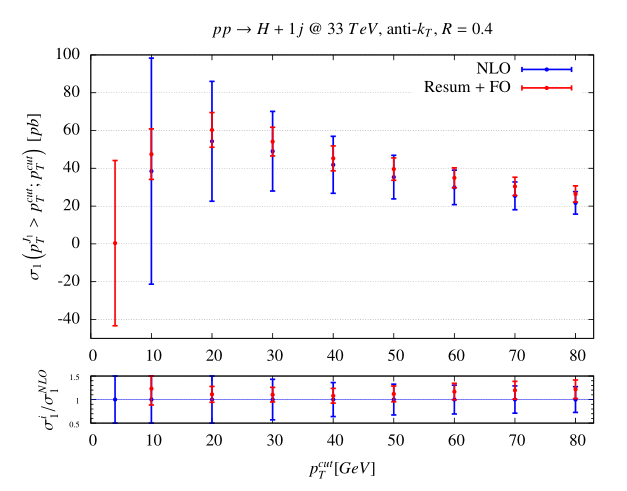 pp → H + 1j @ 33 TeV, anti-k_T, R = 0.4
NLO
Resum + FO
σ_1(p_T^{J_1} > p_T^{cut}; p_T^{cut}) [pb]
100
80
60
40
20
0
-20
-40
0 10 20 30 40 50 60 70 80
σ_1^i/σ_1^{NLO}
1.5
1
0.5
0 10 20 30 40 50 60 70 80
p_T^{cut}[GeV]